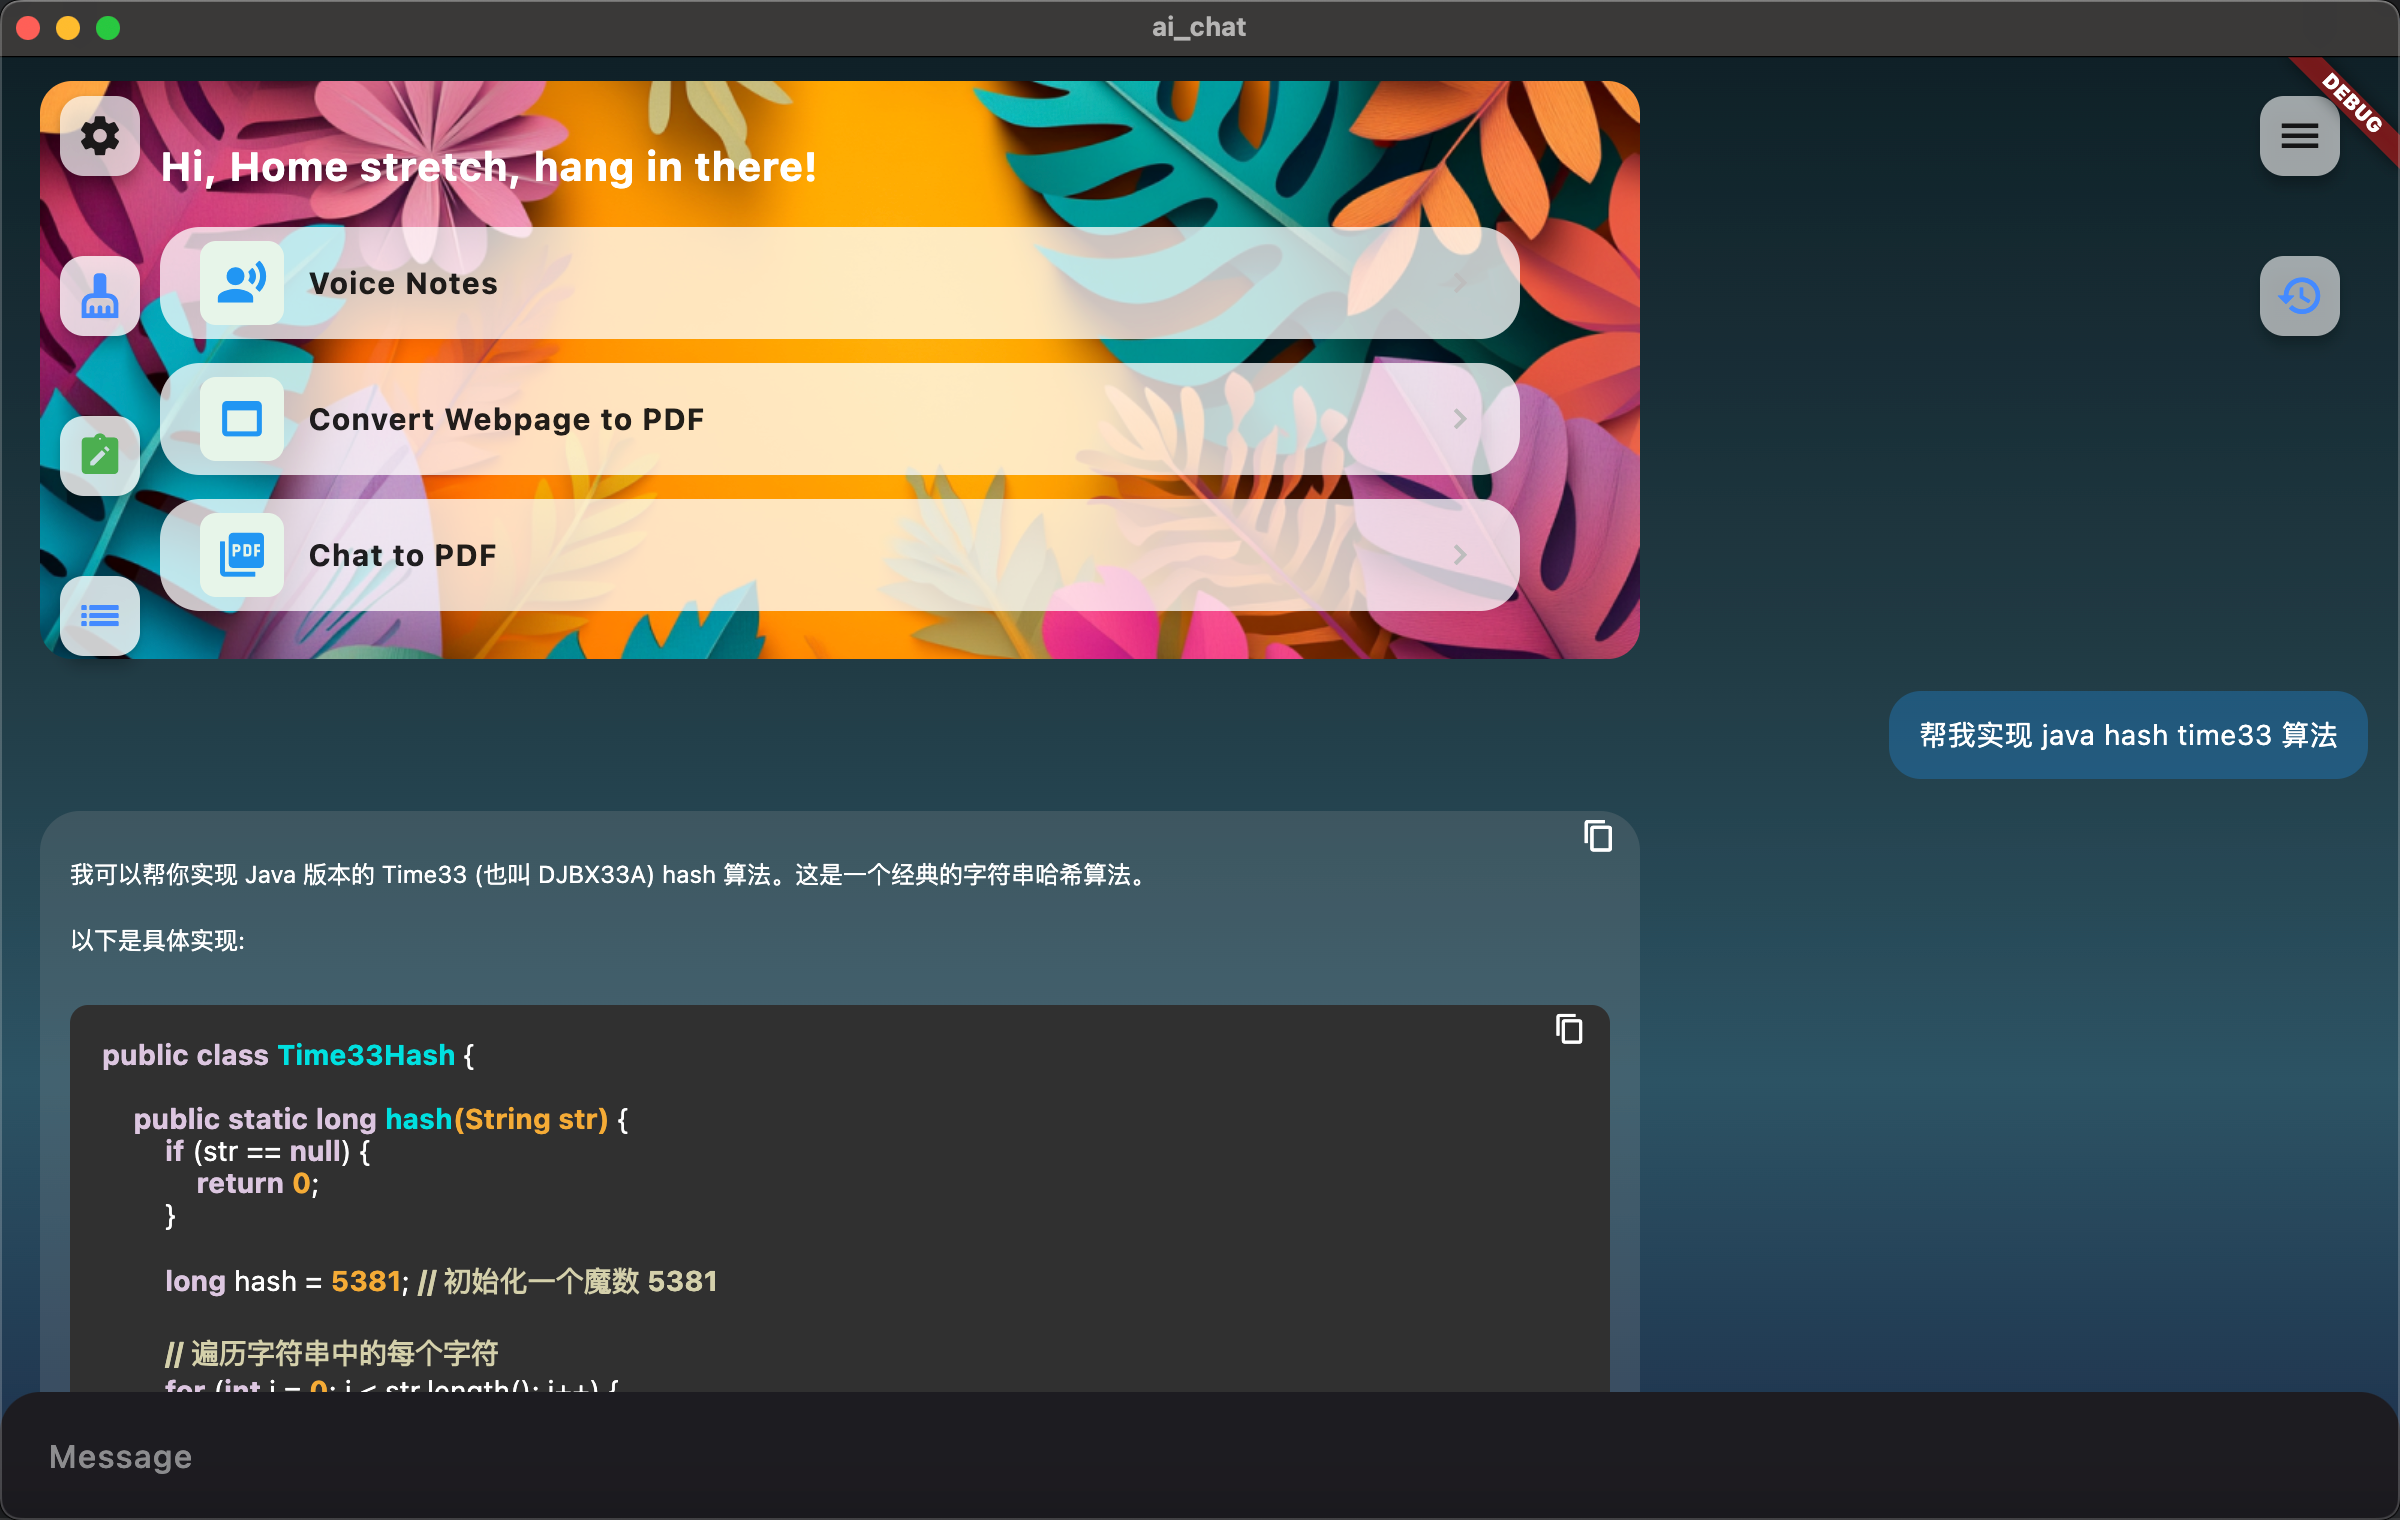 ai_chat
DEBUG
Hi, Home stretch, hang in there!
Voice Notes
Convert Webpage to PDF
PDF
Chat to PDF
帮我实现 java hash time33 算法
我可以帮你实现 Java 版本的 Time33 (也叫 DJBX33A) hash 算法。这是一个经典的字符串哈希算法。
以下是具体实现:
public class Time33Hash {
public static long hash(String str) {
if (str == null) {
return 0;
}
long hash = 5381; // 初始化一个魔数 5381
// 遍历字符串中的每个字符
for (int i = 0; i < str.length(); i++) {
Message